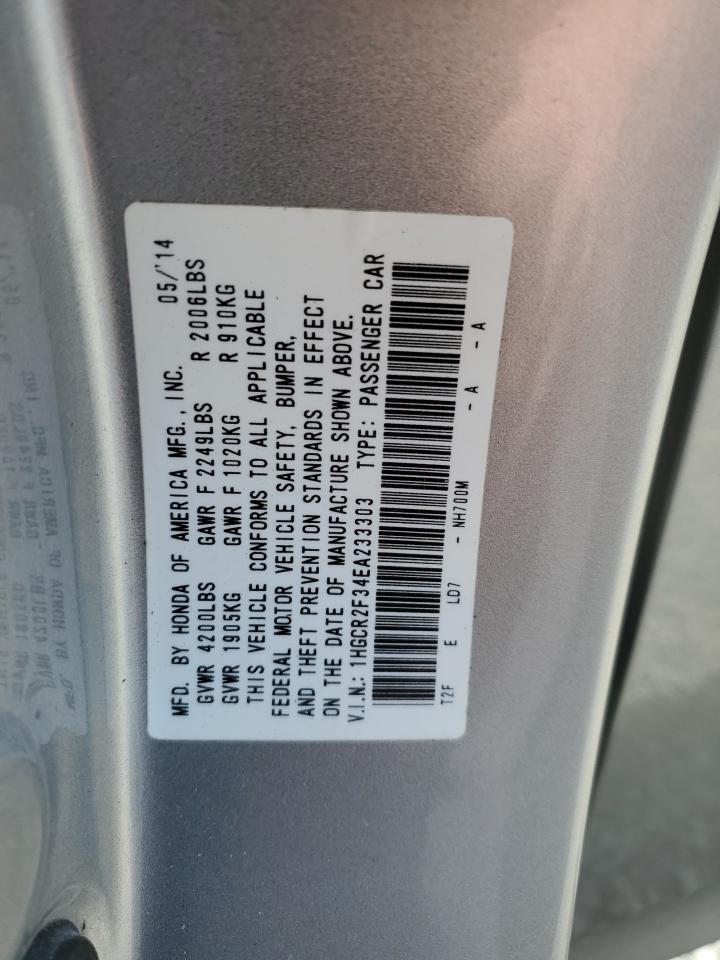 MFD. BY HONDA OF AMERICA MFG., INC. 05/'14
GVWR 4200LBS GAWR F 2249LBS R 2006LBS
GVWR 1905KG GAWR F 1020KG R 910KG
THIS VEHICLE CONFORMS TO ALL APPLICABLE
FEDERAL MOTOR VEHICLE SAFETY, BUMPER,
AND THEFT PREVENTION STANDARDS IN EFFECT
ON THE DATE OF MANUFACTURE SHOWN ABOVE.
V.I.N.: 1HGCR2F34EA233303 TYPE: PASSENGER CAR
T2F E LD7 - NH700M - A - A